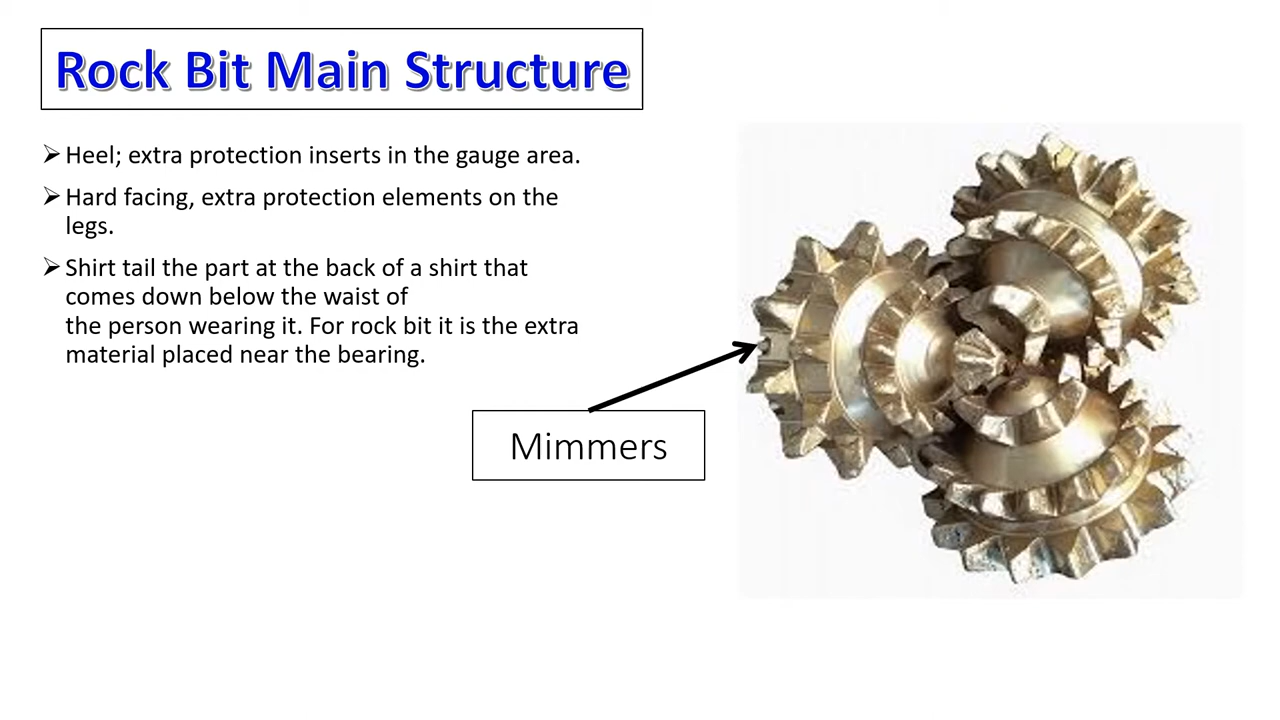 Rock Bit Main Structure
➢ Heel; extra protection inserts in the gauge area.
➢ Hard facing, extra protection elements on the
legs.
➢ Shirt tail the part at the back of a shirt that
comes down below the waist of
the person wearing it. For rock bit it is the extra
material placed near the bearing.
Mimmers